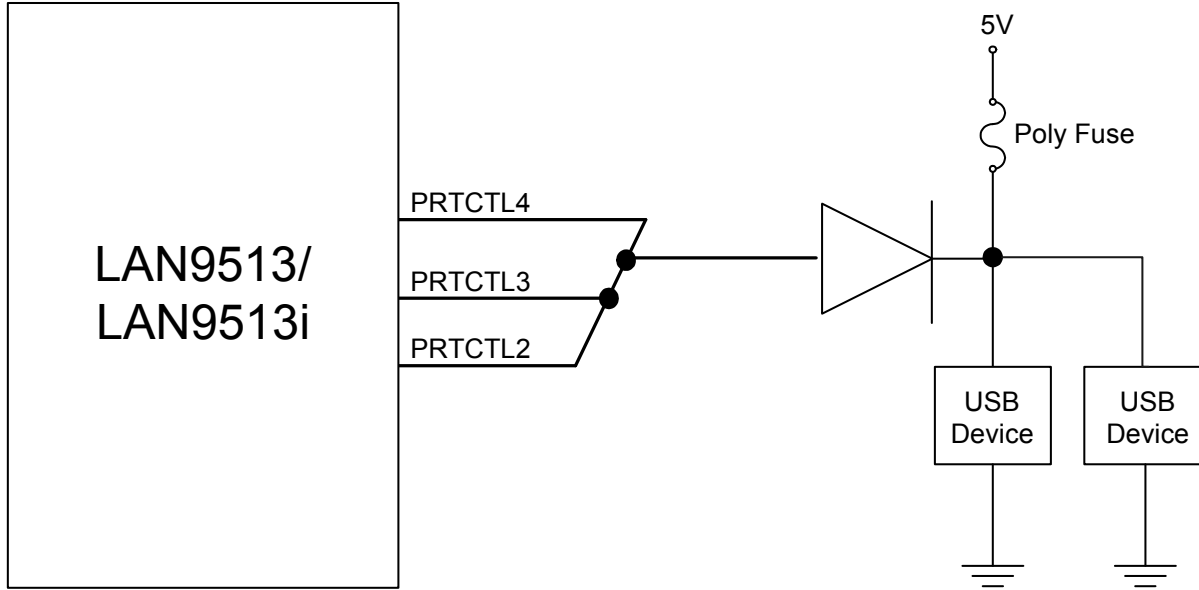 5V
Poly Fuse
PRTCTL4
LAN9513/
LAN9513i
PRTCTL3
PRTCTL2
USB
Device
USB
Device